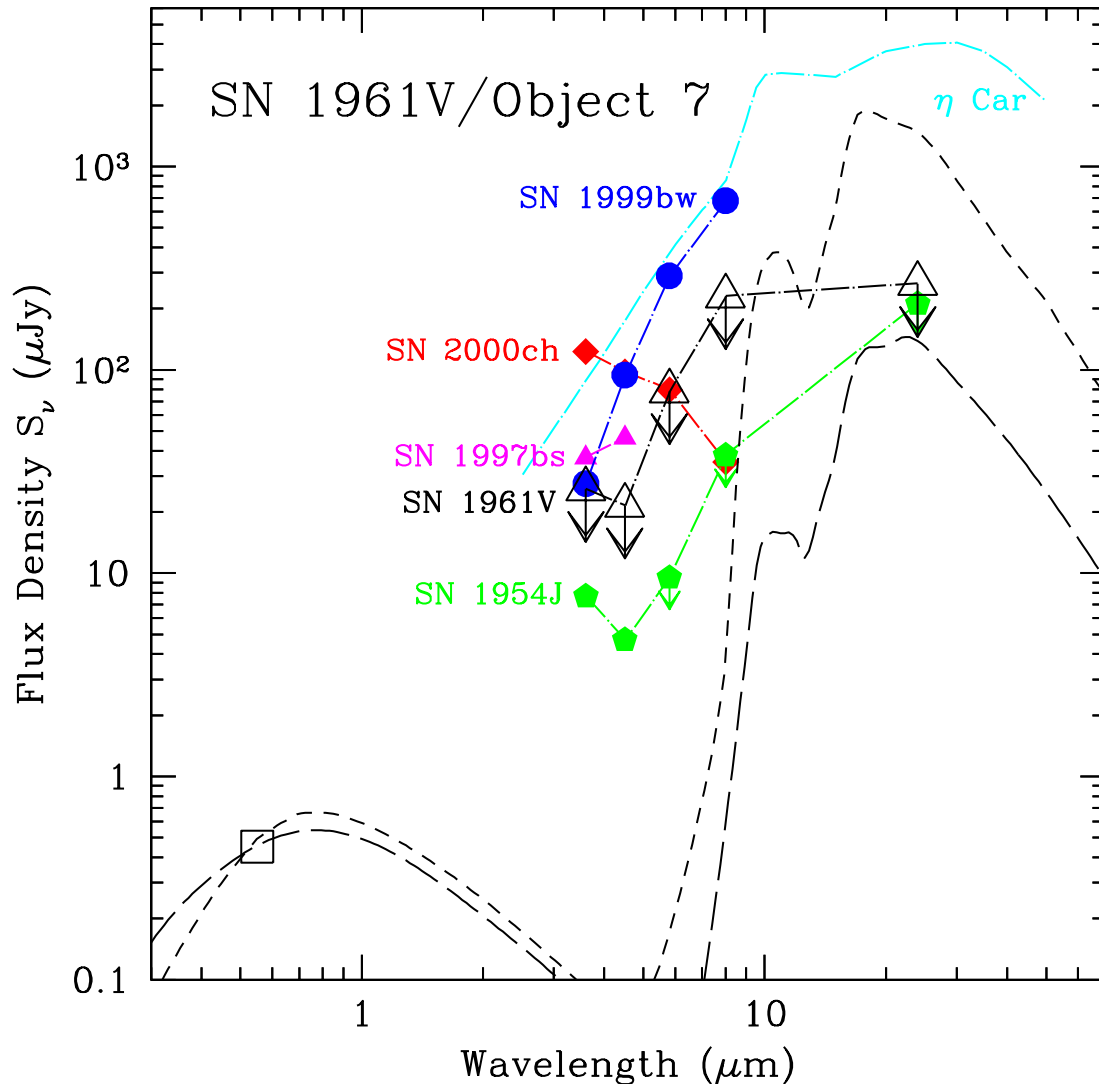 SN 1961V/Object 7
η Car
SN 1999bw
SN 2000ch
SN 1997bs
SN 1961V
SN 1954J
Flux Density Sν (μJy)
10³
10²
10
1
0.1
1
10
Wavelength (μm)